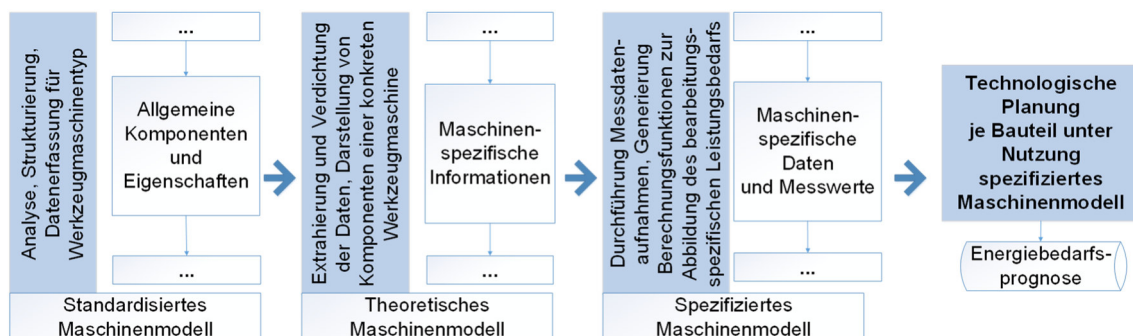 Analyse, Strukturierung,
Datenerfassung für
Werkzeugmaschinentyp
...
Allgemeine
Komponenten
und
Eigenschaften
...
Standardisiertes
Maschinenmodell
Extrahierung und Verdichtung
der Daten, Darstellung von
Komponenten einer konkreten
Werkzeugmaschine
...
Maschinen-
spezifische
Informationen
...
Theoretisches
Maschinenmodell
Durchführung Messdaten-
aufnahmen, Generierung
Berechnungsfunktionen zur
Abbildung des bearbeitungs-
spezifischen Leistungsbedarfs
...
Maschinen-
spezifische
Daten
und Messwerte
...
Spezifiziertes
Maschinenmodell
Technologische
Planung
je Bauteil unter
Nutzung
spezifiziertes
Maschinenmodell
Energiebedarfs-
prognose